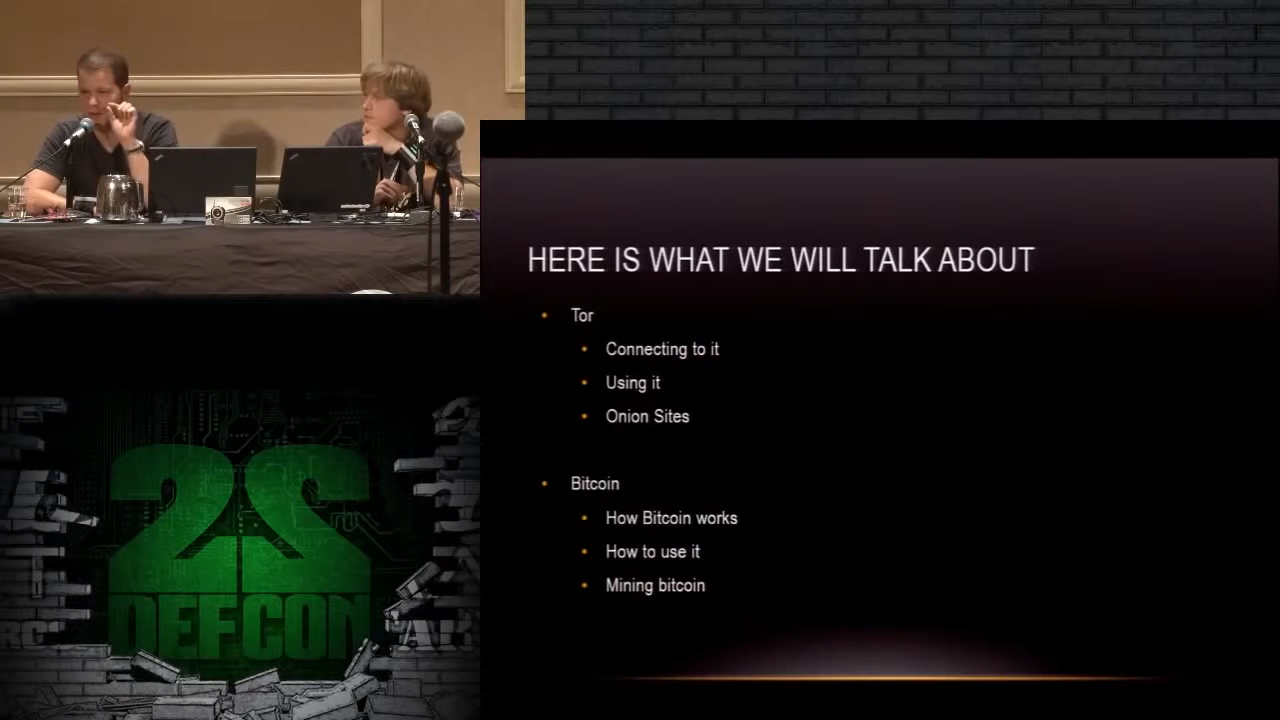 HERE IS WHAT WE WILL TALK ABOUT
Tor
Connecting to it
Using it
Onion Sites
Bitcoin
How Bitcoin works
How to use it
Mining bitcoin
22
DEFCON